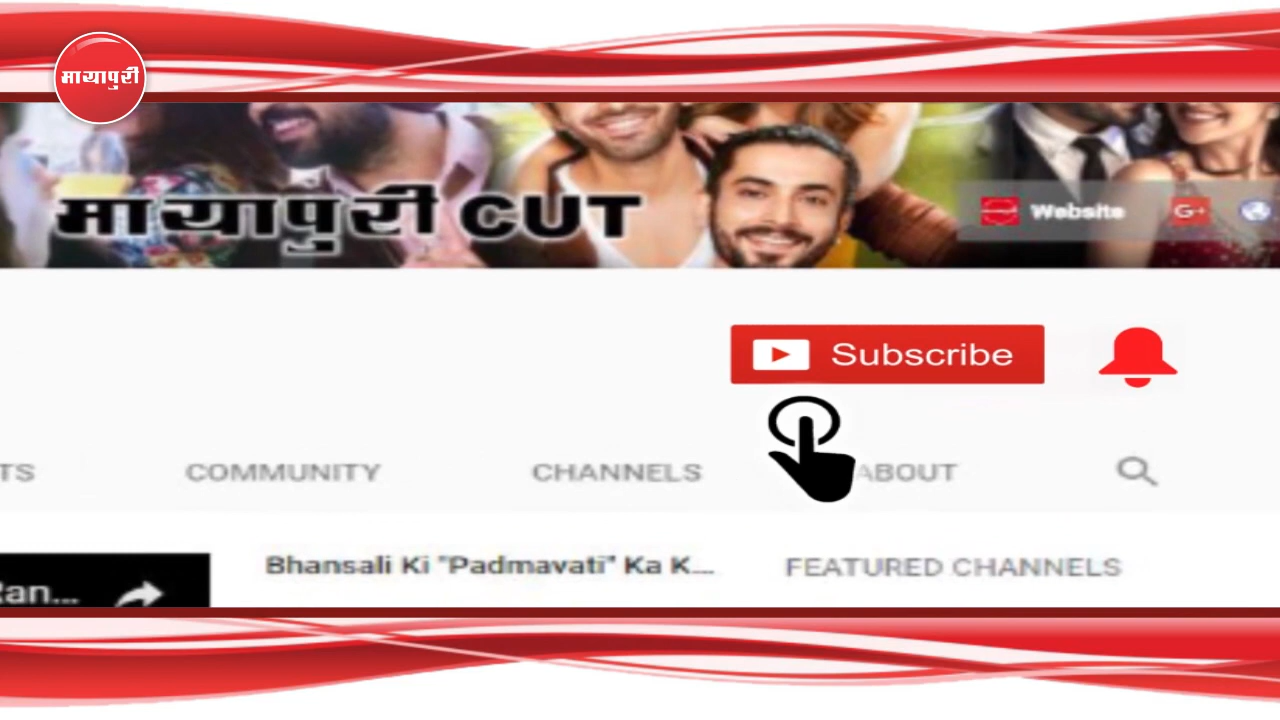 मायापुरी
मायापुरी CUT
Website
G+
Subscribe
TS
COMMUNITY
CHANNELS
ABOUT
Bhansali Ki "Padmavati" Ka K...
FEATURED CHANNELS
Ran...